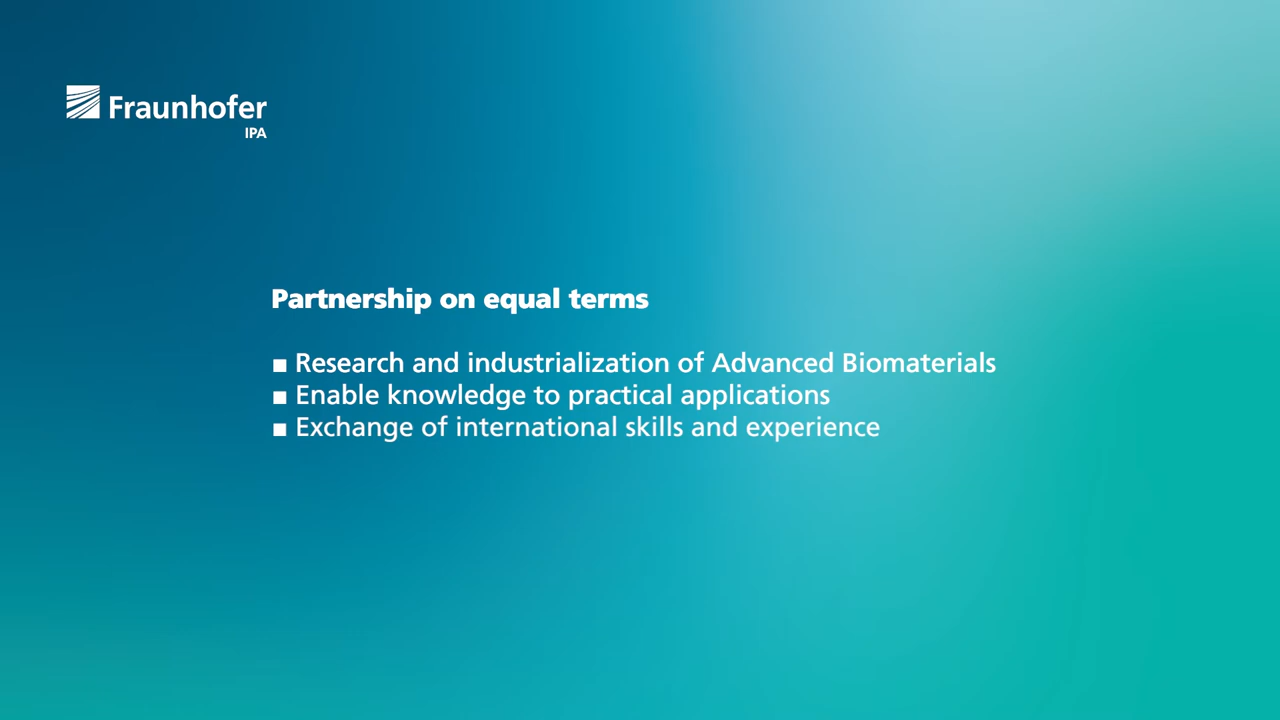 Fraunhofer
IPA
Partnership on equal terms
■ Research and industrialization of Advanced Biomaterials
■ Enable knowledge to practical applications
■ Exchange of international skills and experience